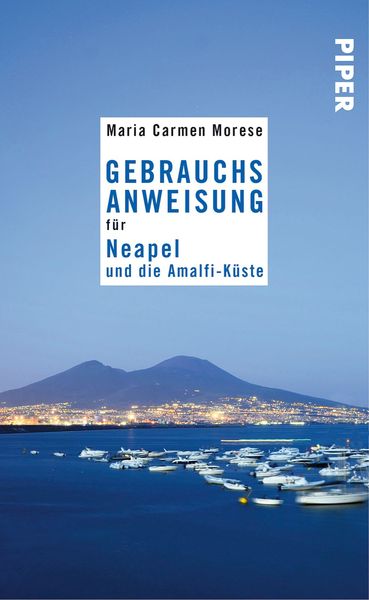 PIPER
Maria Carmen Morese
GEBRAUCHS
ANWEISUNG
für
Neapel
und die Amalfi-Küste